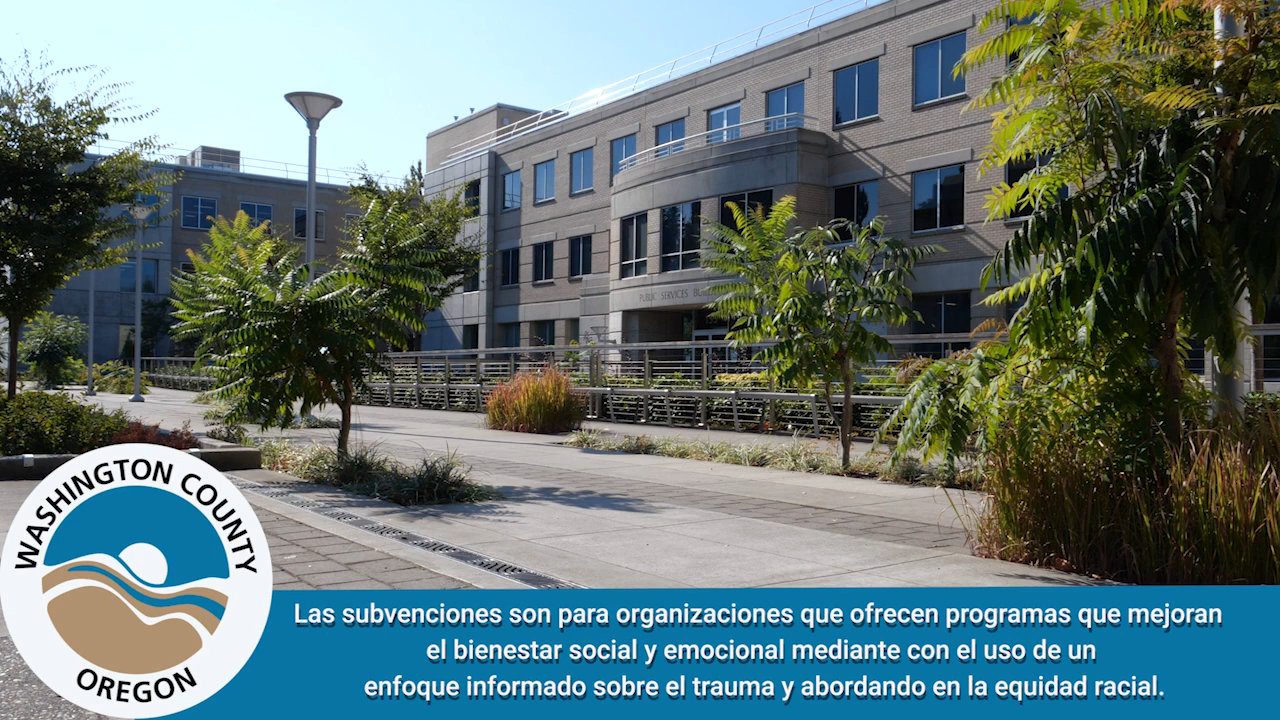 PUBLIC SERVICES
WASHINGTON COUNTY
OREGON
Las subvenciones son para organizaciones que ofrecen programas que mejoran
el bienestar social y emocional mediante con el uso de un
enfoque informado sobre el trauma y abordando en la equidad racial.